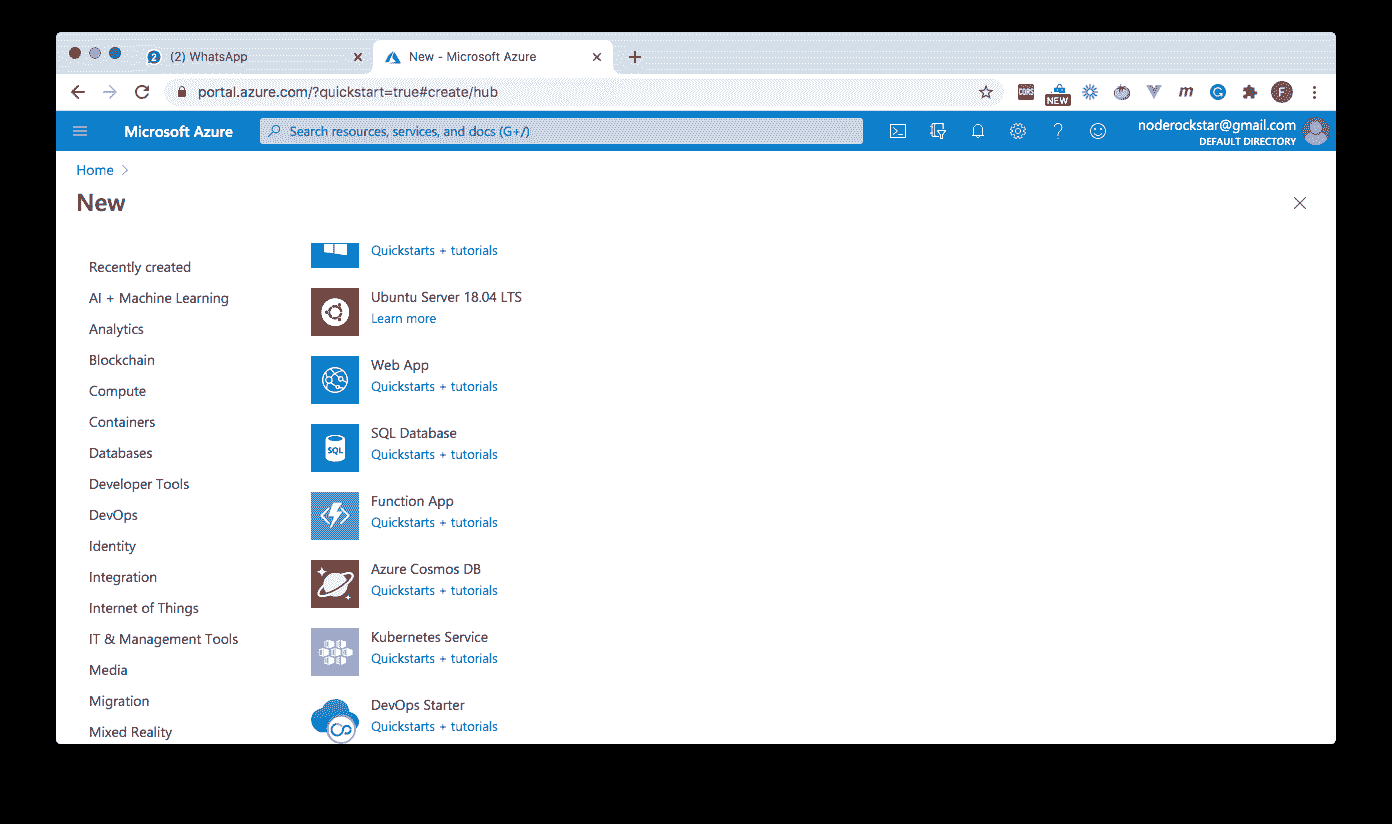 2 (2) WhatsApp
New - Microsoft Azure
portal.azure.com/?quickstart=true#create/hub
CORS
NEW
m
G
F
Microsoft Azure
Search resources, services, and docs (G+/)
noderockstar@gmail.com
DEFAULT DIRECTORY
Home
New
Recently created
AI + Machine Learning
Analytics
Blockchain
Compute
Containers
Databases
Developer Tools
DevOps
Identity
Integration
Internet of Things
IT & Management Tools
Media
Migration
Mixed Reality
Quickstarts + tutorials
Ubuntu Server 18.04 LTS
Learn more
Web App
Quickstarts + tutorials
SQL
SQL Database
Quickstarts + tutorials
Function App
Quickstarts + tutorials
Azure Cosmos DB
Quickstarts + tutorials
Kubernetes Service
Quickstarts + tutorials
DevOps Starter
Quickstarts + tutorials